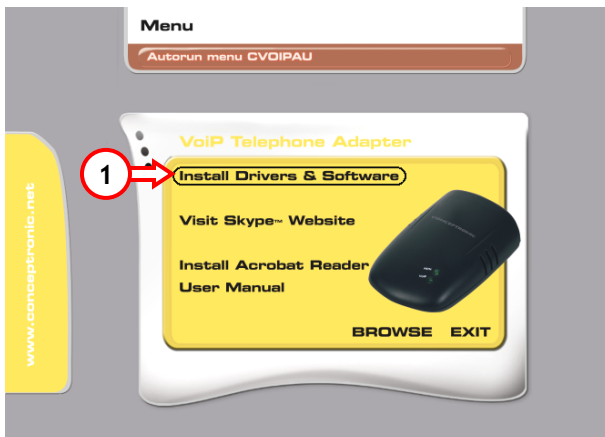 Menu
Autorun menu CVOIPAU
VoiP Telephone Adapter
1
Install Drivers & Software
Visit Skype™ Website
Install Acrobat Reader
User Manual
BROWSE EXIT
www.conceptronic.net
CONCEPTRONIC